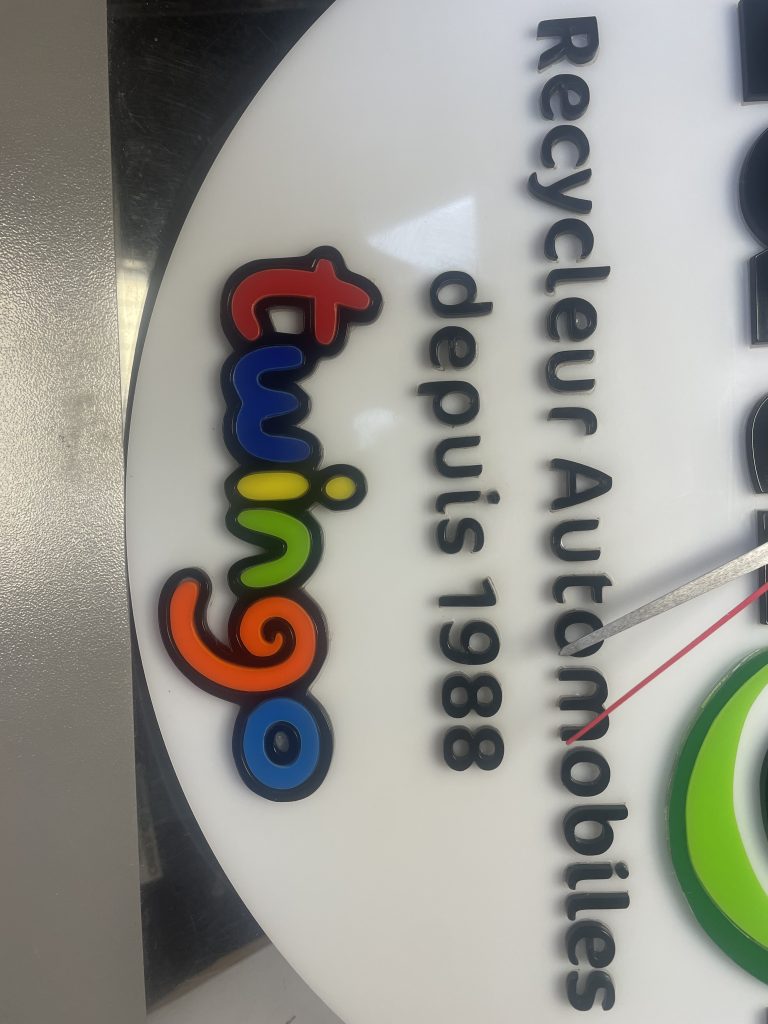 Recycleur Automobiles
depuis 1988
twingo